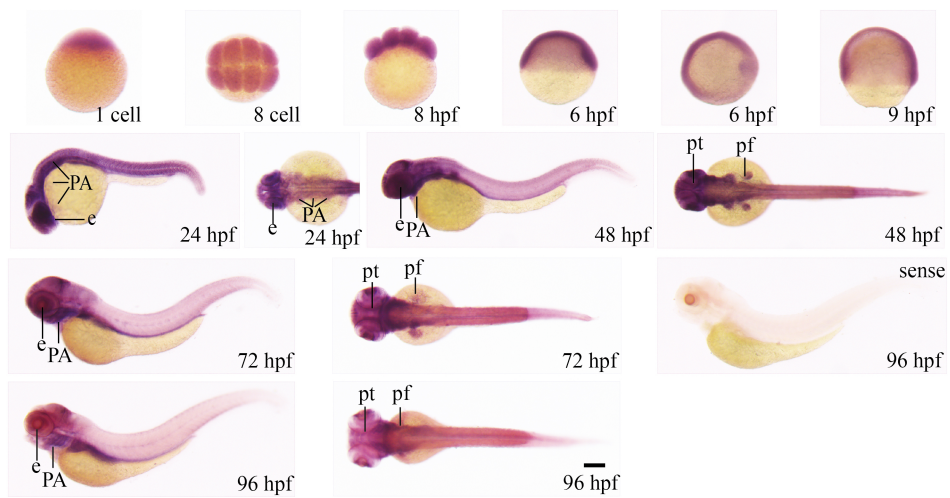 1 cell
8 cell
8 hpf
6 hpf
6 hpf
9 hpf
PA
e
24 hpf
e
PA
24 hpf
e
PA
48 hpf
pt
pf
48 hpf
e
PA
72 hpf
pt
pf
72 hpf
sense
96 hpf
e
PA
96 hpf
pt
pf
96 hpf